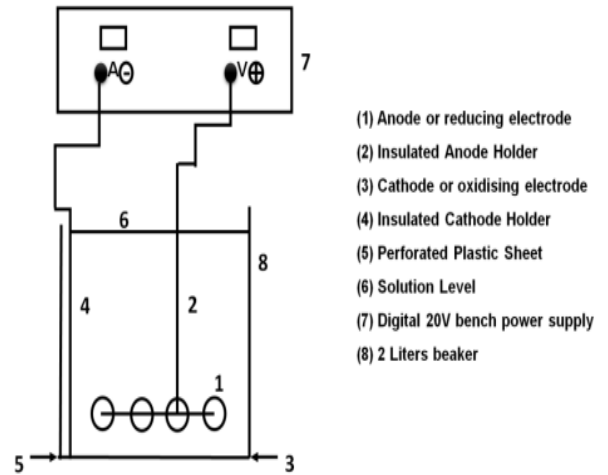 A⊖ V⊕
7
6
8
4
2
1
5
3
(1) Anode or reducing electrode
(2) Insulated Anode Holder
(3) Cathode or oxidising electrode
(4) Insulated Cathode Holder
(5) Perforated Plastic Sheet
(6) Solution Level
(7) Digital 20V bench power supply
(8) 2 Liters beaker